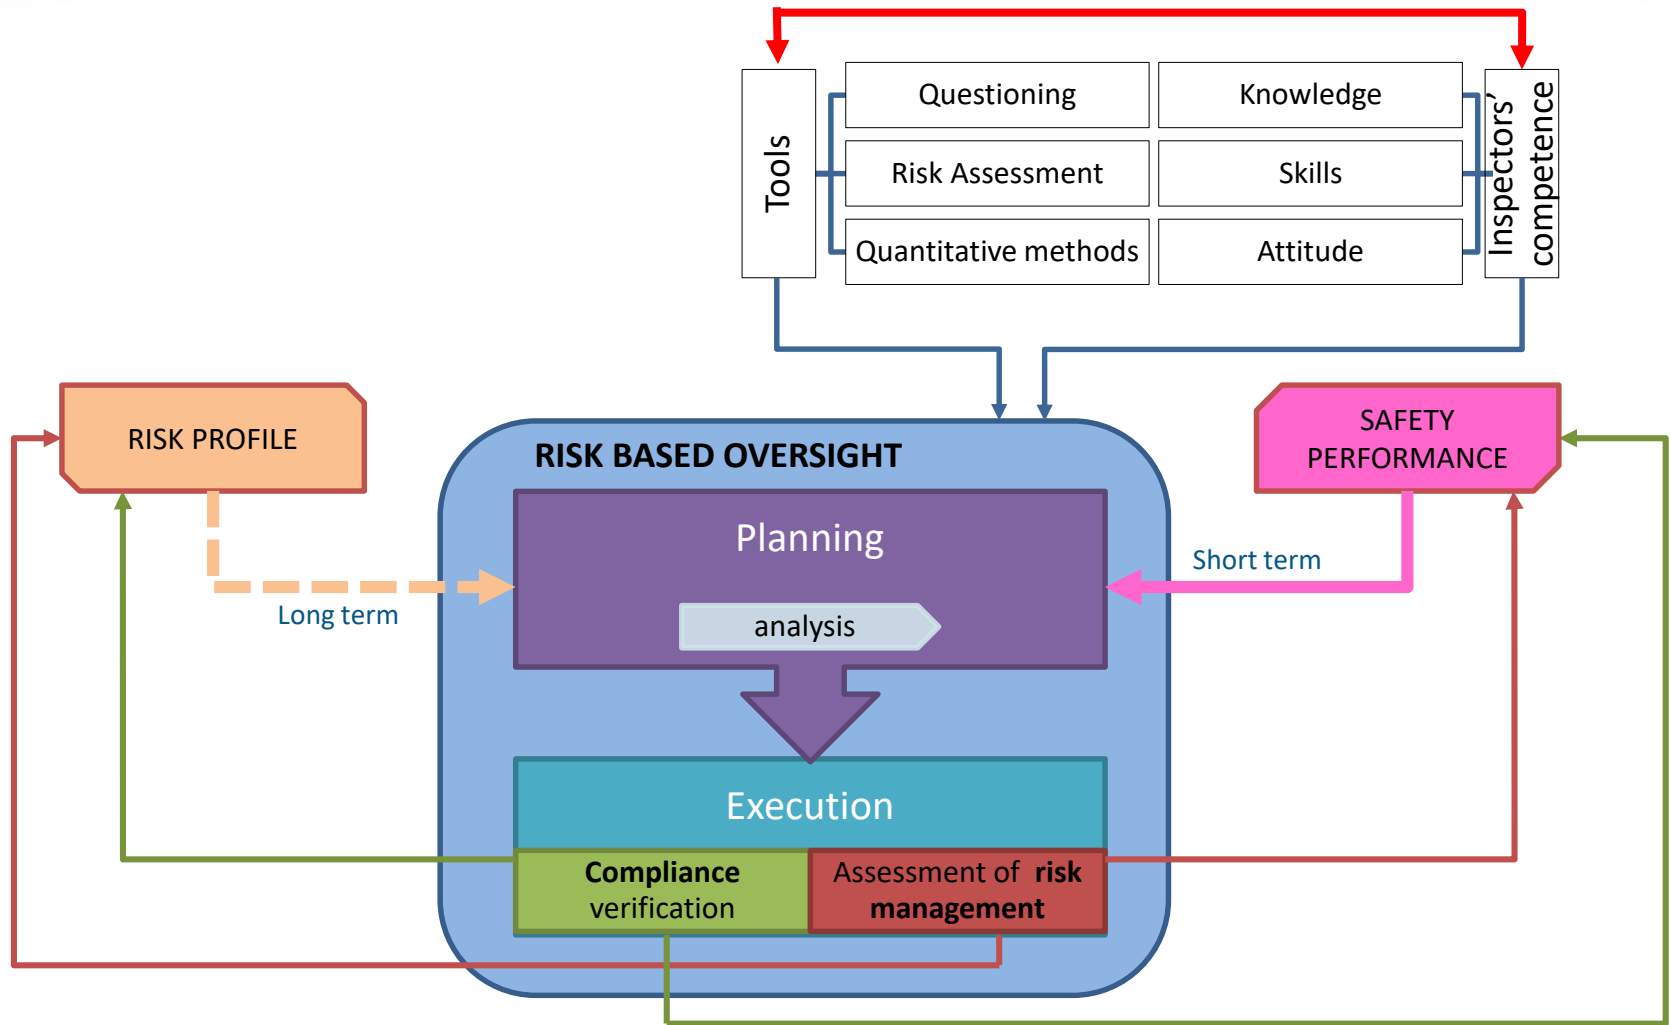 Tools
Questioning
Knowledge
Risk Assessment
Skills
Quantitative methods
Attitude
Inspectors’
competence
RISK PROFILE
SAFETY
PERFORMANCE
RISK BASED OVERSIGHT
Planning
Short term
Long term
analysis
Execution
Compliance
verification
Assessment of risk
management